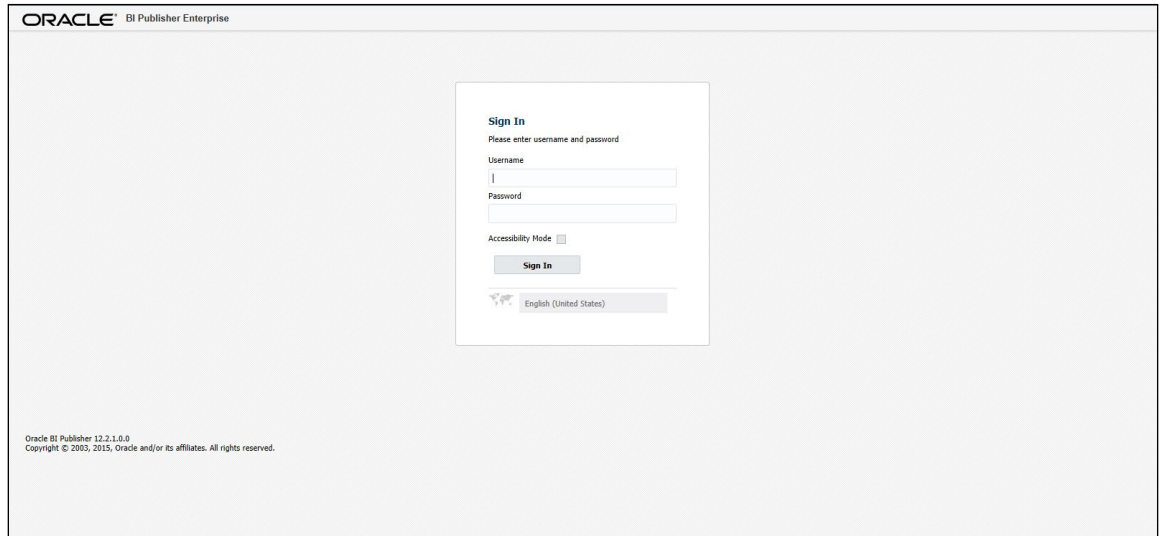 ORACLE® BI Publisher Enterprise
Sign In
Please enter username and password
Username
Password
Accessibility Mode
Sign In
English (United States)
Oracle BI Publisher 12.2.1.0.0
Copyright © 2003, 2015, Oracle and/or its affiliates. All rights reserved.